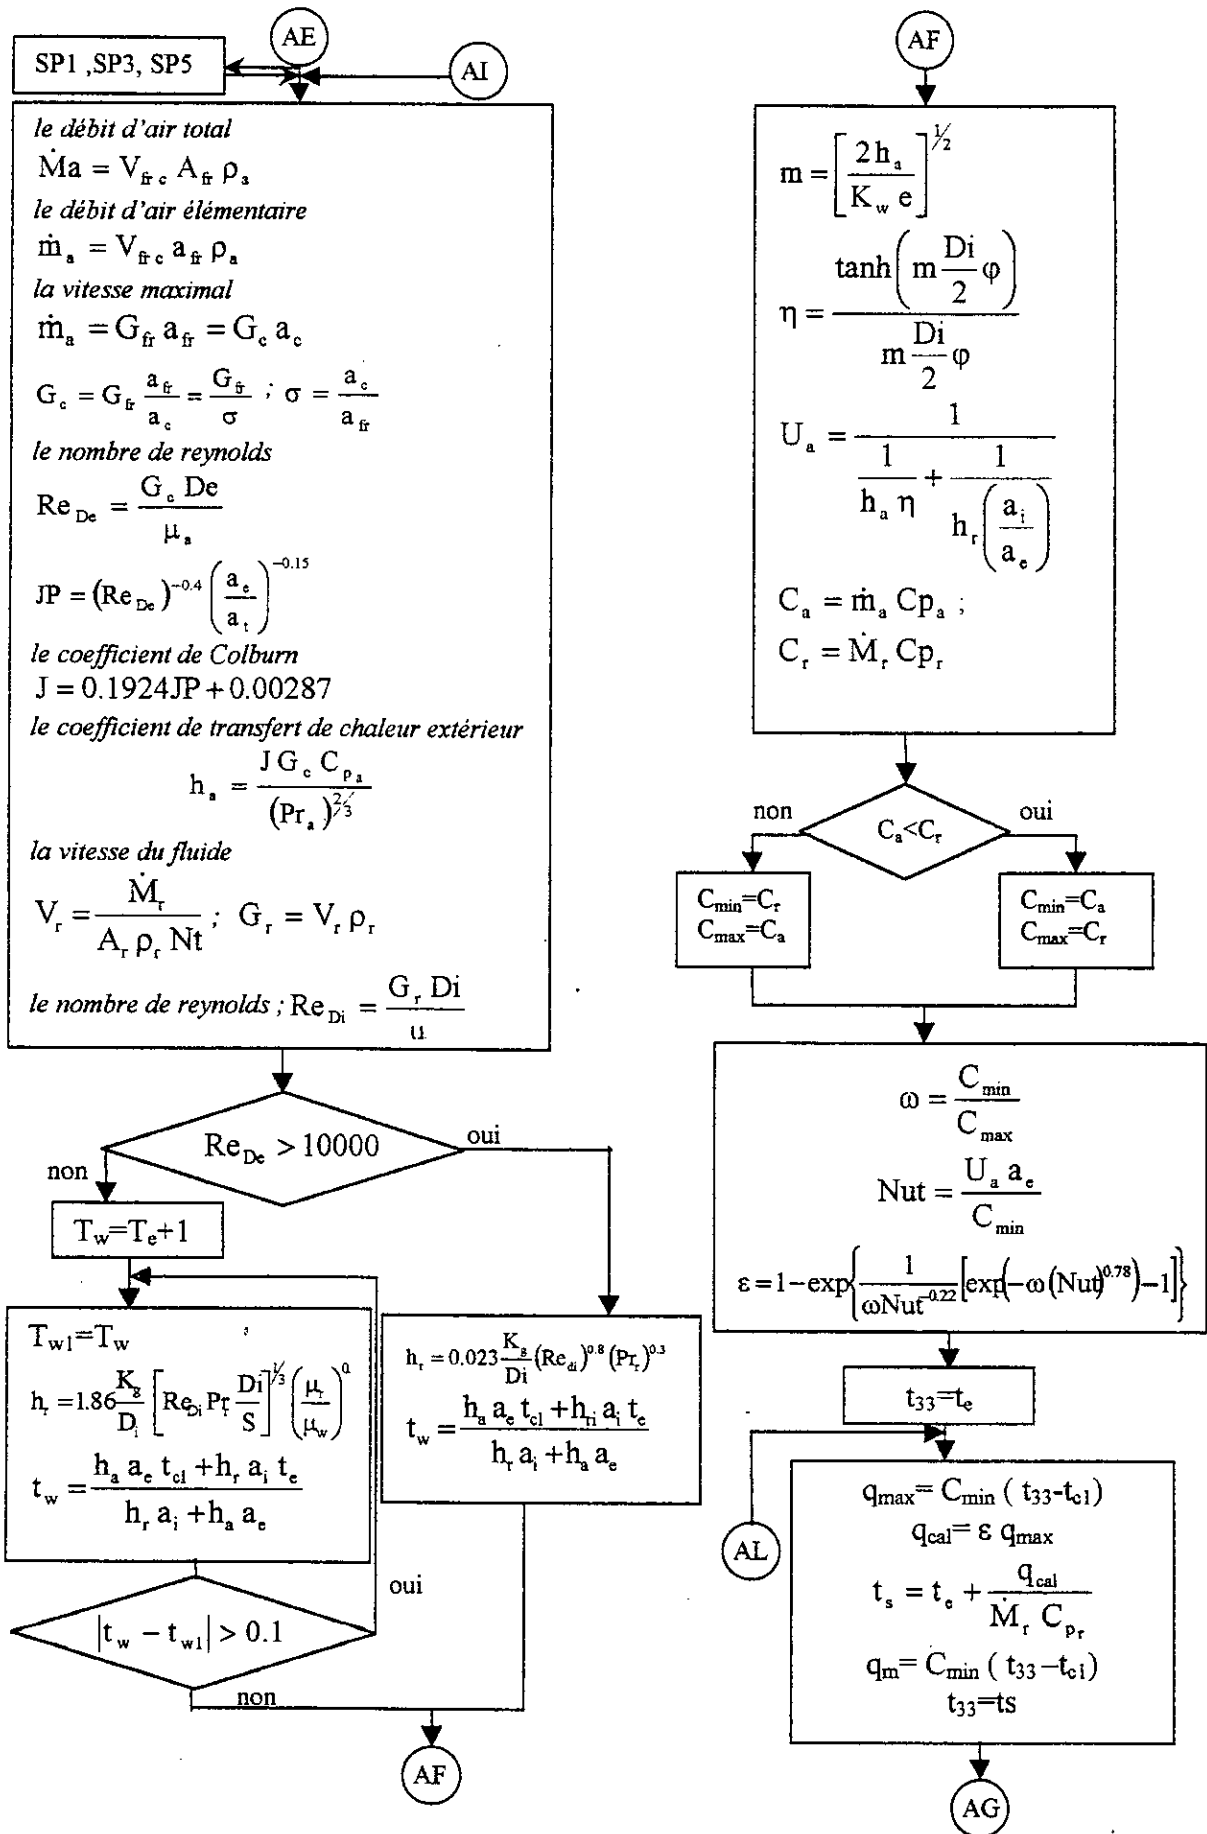 AE
SP1 ,SP3, SP5
AI
le débit d'air total
Ṁa = V_fr c A_fr ρ_a
le débit d'air élémentaire
ṁ_a = V_fr c a_fr ρ_a
la vitesse maximal
ṁ_a = G_fr a_fr = G_c a_c
G_c = G_fr a_fr / a_c = G_fr / σ ; σ = a_c / a_fr
le nombre de reynolds
Re_De = G_c De / μ_a
JP = (Re_De)^−0.4 (a_e / a_t)^−0.15
le coefficient de Colburn
J = 0.1924JP + 0.00287
le coefficient de transfert de chaleur extérieur
h_a = J G_c C_pa / (Pr_a)^2/3
la vitesse du fluide
V_r = Ṁ_r / (A_r ρ_r Nt) ; G_r = V_r ρ_r
le nombre de reynolds ; Re_Di = G_r Di / u
Re_De > 10000
oui
non
T_w=T_e+1
T_w1=T_w
h_r = 1.86 K_g / D_i [Re_Di Pr_r Di / S]^1/3 (μ_r / μ_w)^0.
t_w = (h_a a_e t_c1 + h_r a_i t_e) / (h_r a_i + h_a a_e)
h_r = 0.023 K_g / Di (Re_di)^0.8 (Pr_r)^0.3
t_w = (h_a a_e t_c1 + h_ri a_i t_e) / (h_r a_i + h_a a_e)
oui
|t_w − t_w1| > 0.1
non
AF
AF
m = [2h_a / (K_w e)]^1/2
η = tanh(m Di/2 φ) / (m Di/2 φ)
U_a = 1 / (1 / (h_a η) + 1 / (h_r (a_i / a_e)))
C_a = ṁ_a Cp_a ;
C_r = Ṁ_r Cp_r
non
C_a<C_r
oui
C_min=C_r
C_max=C_a
C_min=C_a
C_max=C_r
ω = C_min / C_max
Nut = U_a a_e / C_min
ε = 1 − exp{1 / (ωNut^−0.22) [exp(−ω (Nut)^0.78) − 1]}
t_33=t_e
AL
q_max= C_min ( t_33-t_c1)
q_cal= ε q_max
t_s = t_e + q_cal / (Ṁ_r C_pr)
q_m= C_min ( t_33−t_c1)
t_33=ts
AG